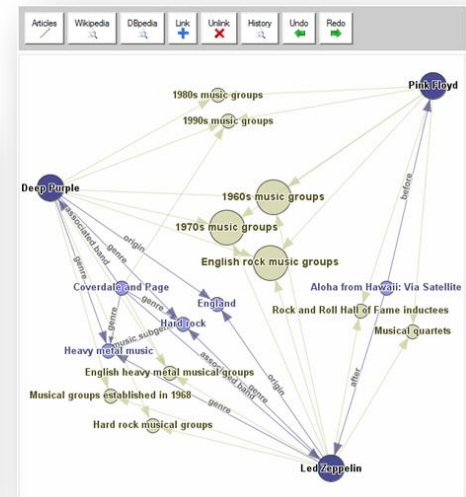 Articles
Wikipedia
DBpedia
Link
Unlink
History
Undo
Redo
Pink Floyd
1980s music groups
1990s music groups
Deep Purple
1960s music groups
1970s music groups
English rock music groups
before
associated band
genre
origin
genre
Coverdale and Page
England
Aloha from Hawaii: Via Satellite
Rock and Roll Hall of Fame inductees
genre
Hard rock
genre
Musical quartets
music subgen
Heavy metal music
associated band
genre
origin
after
English heavy metal musical groups
Musical groups established in 1968
genre
Hard rock musical groups
Led Zeppelin